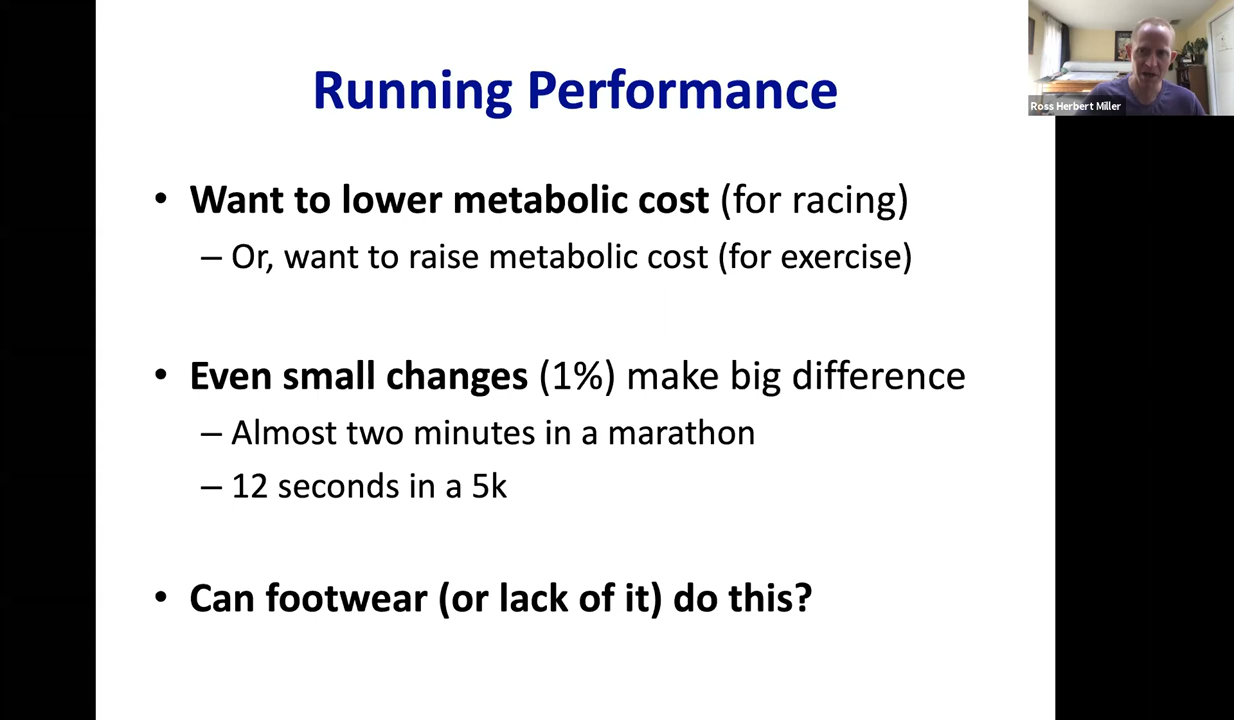 Running Performance
Ross Herbert Miller
• Want to lower metabolic cost (for racing)
– Or, want to raise metabolic cost (for exercise)
• Even small changes (1%) make big difference
– Almost two minutes in a marathon
– 12 seconds in a 5k
• Can footwear (or lack of it) do this?